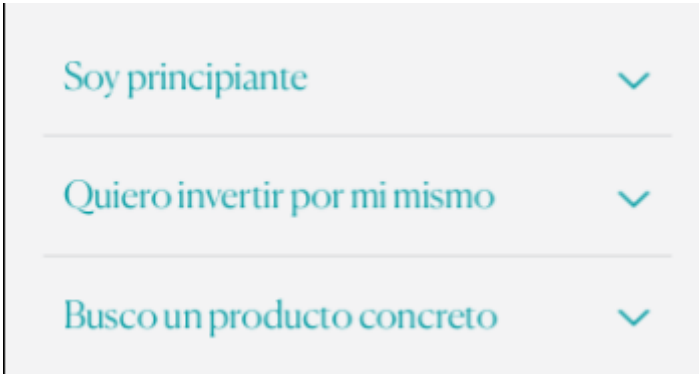 Soy principiante
Quiero invertir por mi mismo
Busco un producto concreto